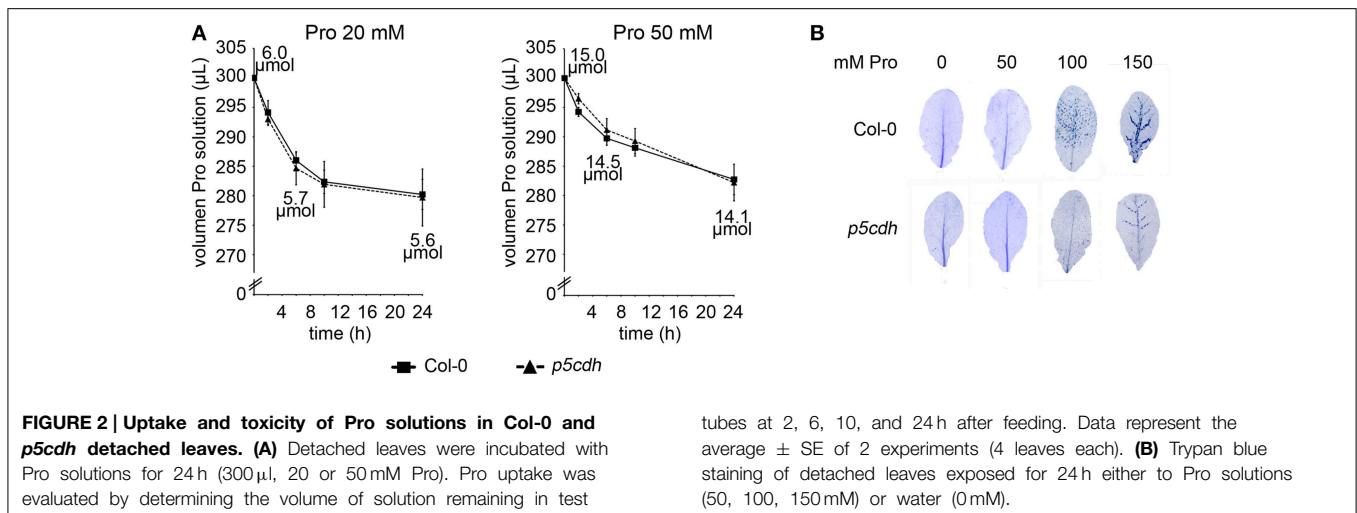 A
Pro 20 mM
volumen Pro solution (µL)
305
300
295
290
285
280
275
270
0
6.0
µmol
5.7
µmol
5.6
µmol
4 8 12 16 20 24
time (h)
Pro 50 mM
volumen Pro solution (µL)
305
300
295
290
285
280
275
270
0
15.0
µmol
14.5
µmol
14.1
µmol
4 8 12 16 20 24
time (h)
Col-0 p5cdh
B
mM Pro 0 50 100 150
Col-0
p5cdh
FIGURE 2 | Uptake and toxicity of Pro solutions in Col-0 and
p5cdh detached leaves. (A) Detached leaves were incubated with
Pro solutions for 24 h (300 µl, 20 or 50 mM Pro). Pro uptake was
evaluated by determining the volume of solution remaining in test
tubes at 2, 6, 10, and 24 h after feeding. Data represent the
average ± SE of 2 experiments (4 leaves each). (B) Trypan blue
staining of detached leaves exposed for 24 h either to Pro solutions
(50, 100, 150 mM) or water (0 mM).